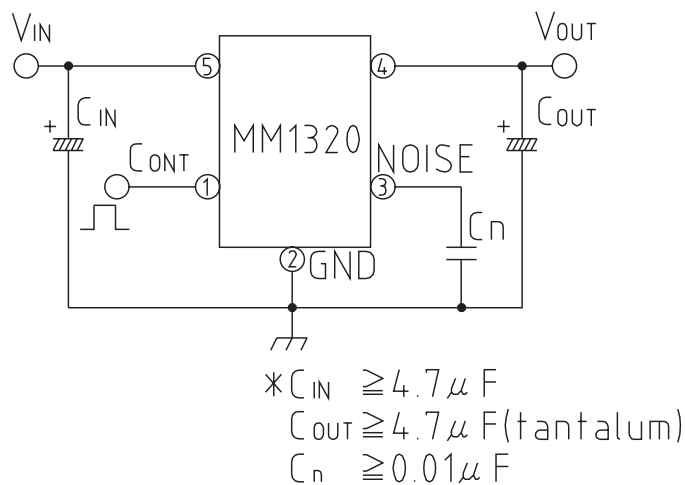 VIN
VOUT
5
4
+ CIN
MM1320
+ COUT
CONT
NOISE
1
3
Cn
2 GND
*CIN ≧4.7μF
COUT ≧4.7μF(tantalum)
Cn ≧0.01μF